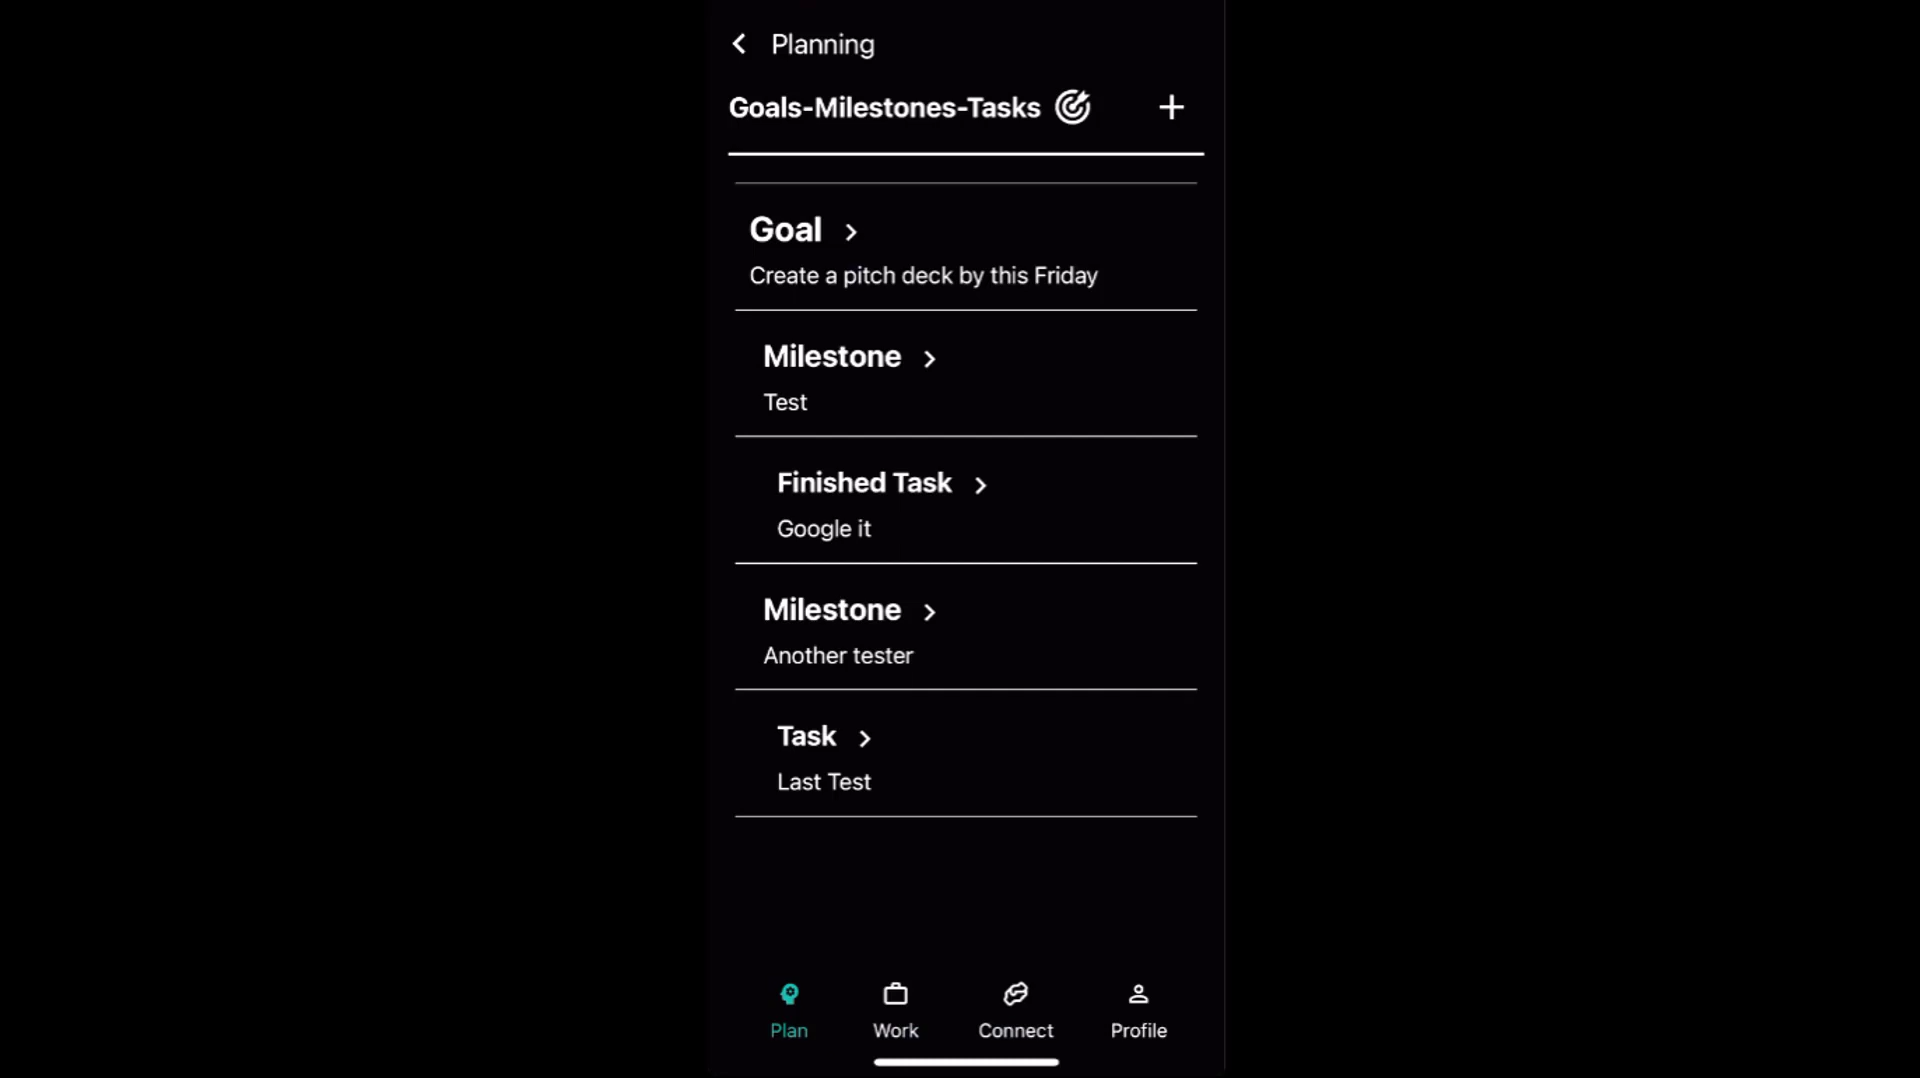 Planning
Goals-Milestones-Tasks
Goal
Create a pitch deck by this Friday
Milestone
Test
Finished Task
Google it
Milestone
Another tester
Task
Last Test
Plan Work Connect Profile